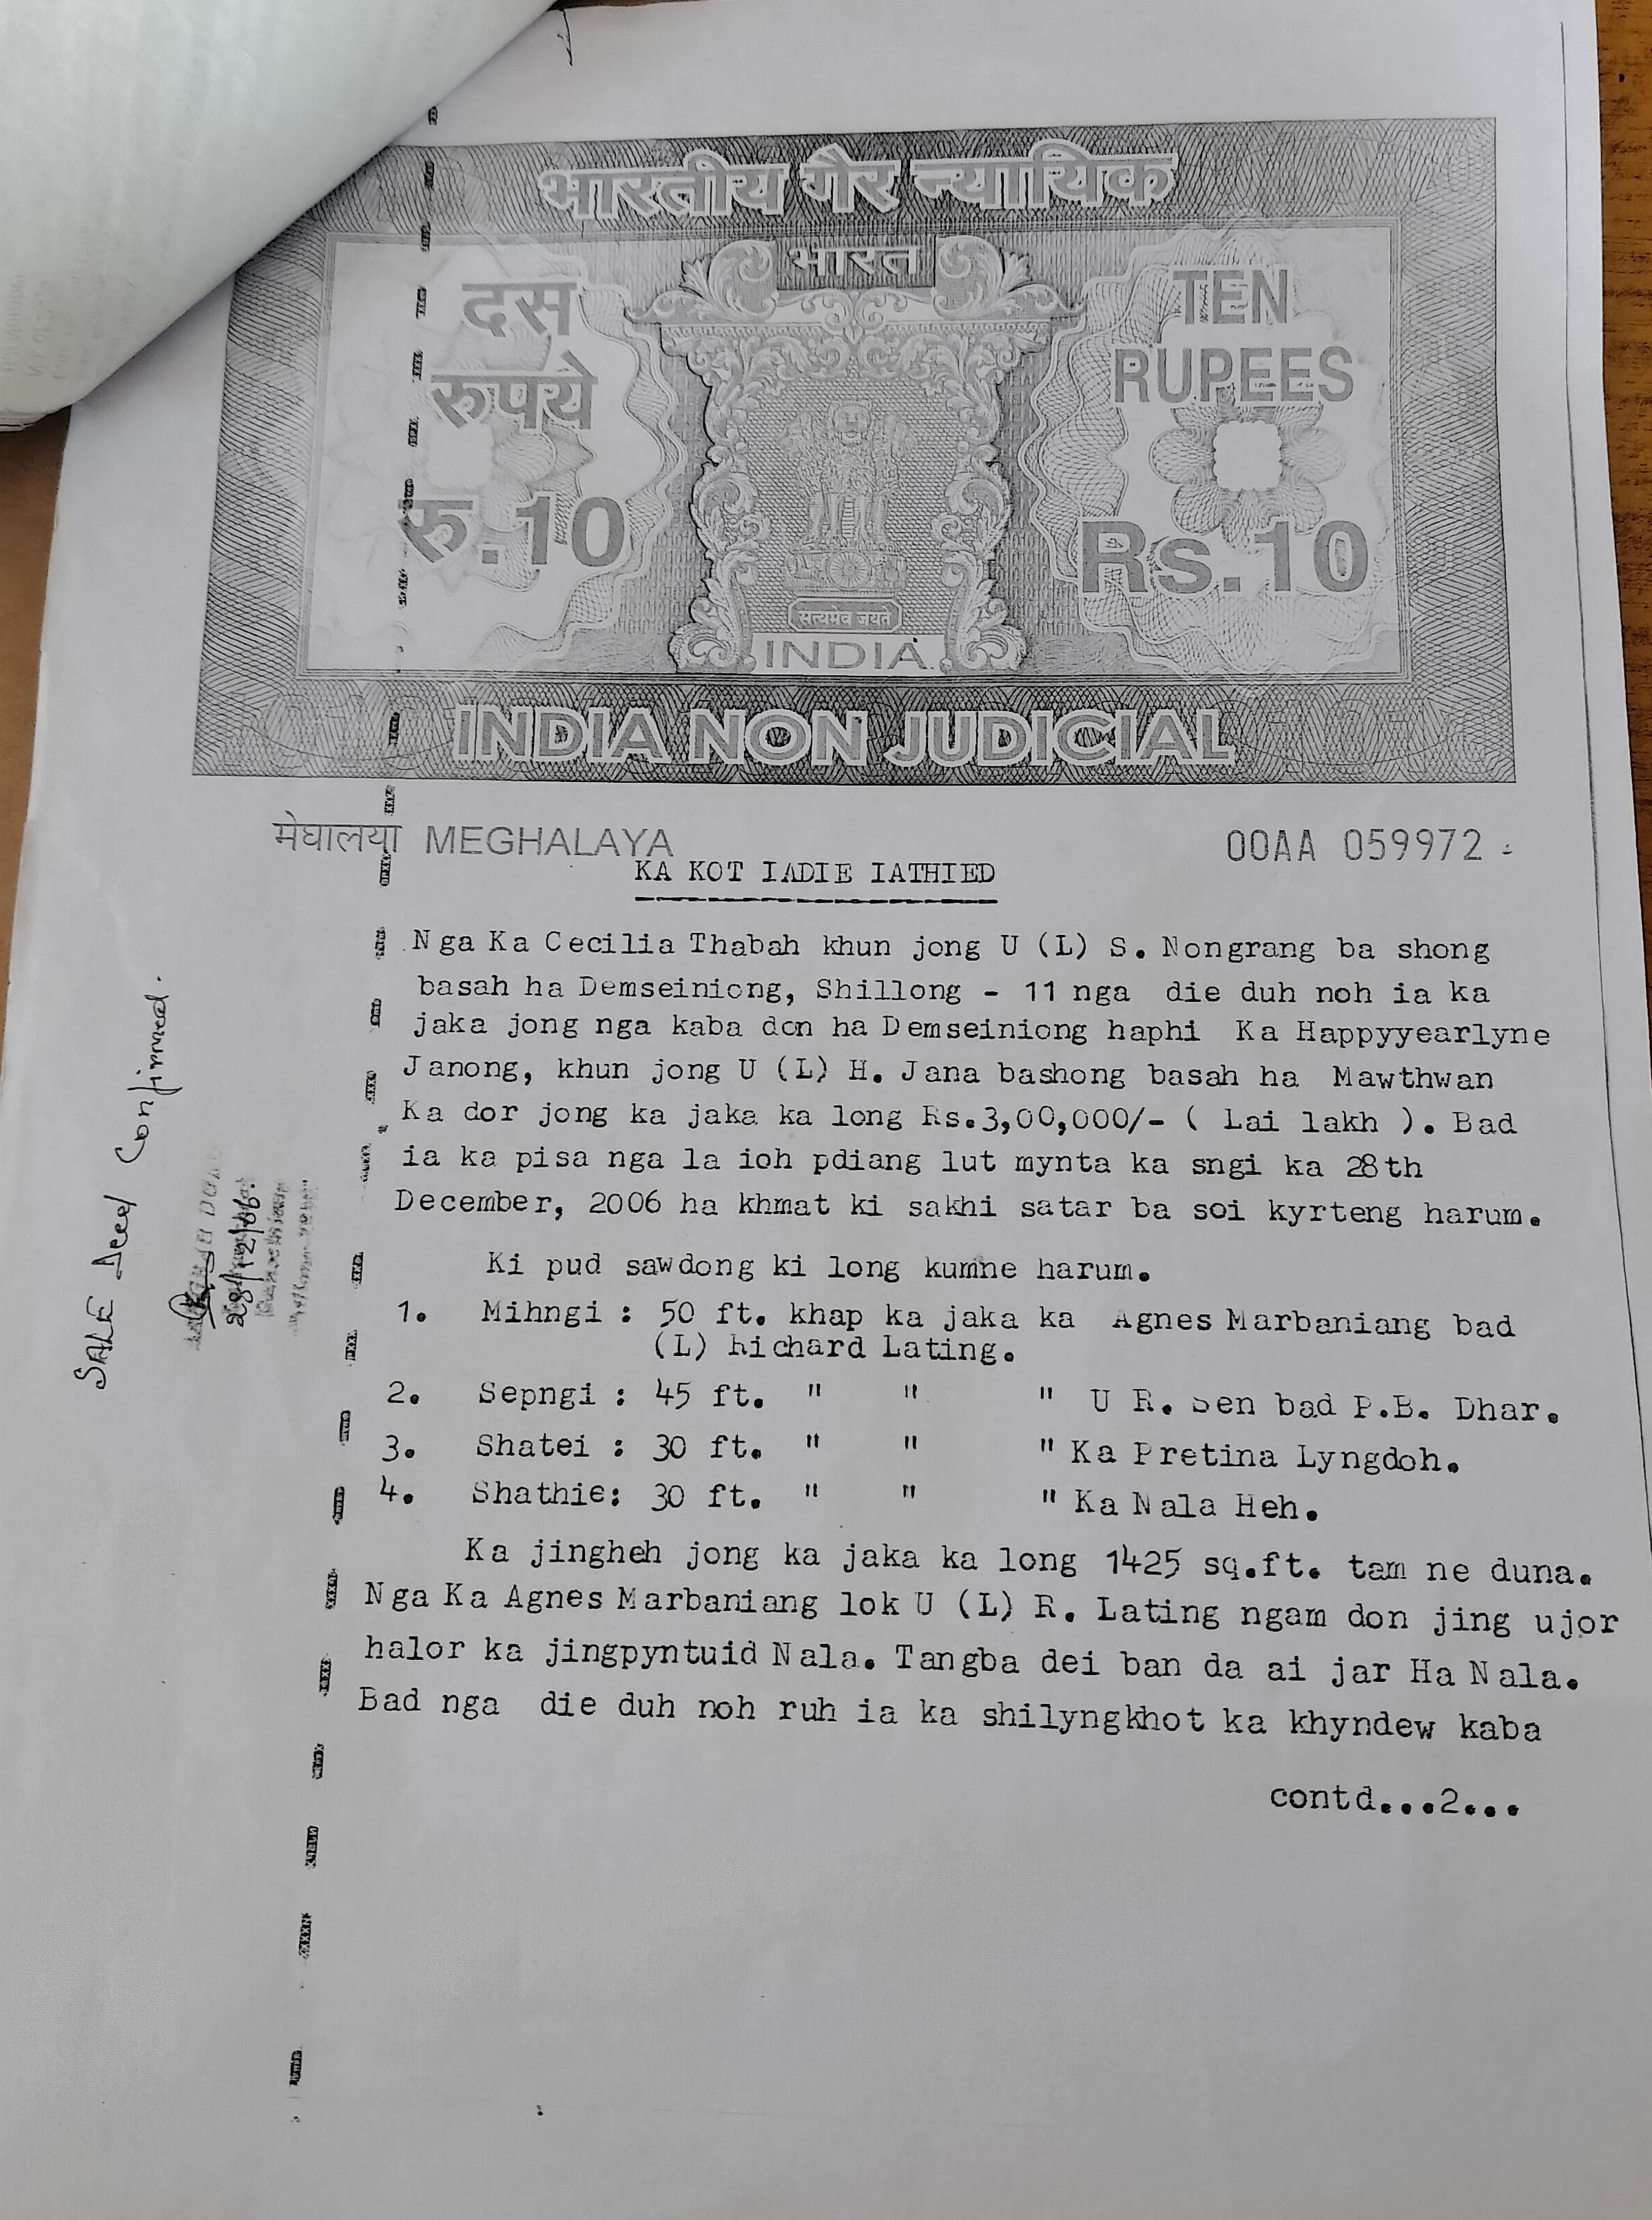 भारतीय गैर न्यायिक
भारत
दस
रुपये
रु.10
TEN
RUPEES
Rs.10
सत्यमेव जयते
INDIA
INDIA NON JUDICIAL
मेघालया MEGHALAYA
00AA 059972
KA KOT IADIE IATHIED
Nga Ka Cecilia Thabah khun jong U (L) S. Nongrang ba shong
basah ha Demseiniong, Shillong - 11 nga die duh noh ia ka
jaka jong nga kaba don ha Demseiniong haphi Ka Happyyearlyne
Janong, khun jong U (L) H. Jana bashong basah ha Mawthwan
Ka dor jong ka jaka ka long Rs.3,00,000/- ( Lai lakh ). Bad
ia ka pisa nga la ioh pdiang lut mynta ka sngi ka 28th
December, 2006 ha khmat ki sakhi satar ba soi kyrteng harum.
Ki pud sawdong ki long kumne harum.
1. Mihngi : 50 ft. khap ka jaka ka Agnes Marbaniang bad
(L) Richard Lating.
2. Sepngi : 45 ft. " " " U R. Sen bad P.B. Dhar.
3. Shatei : 30 ft. " " " Ka Pretina Lyngdoh.
4. Shathie: 30 ft. " " " Ka Nala Heh.
Ka jingheh jong ka jaka ka long 1425 sq.ft. tam ne duna.
Nga Ka Agnes Marbaniang lok U (L) R. Lating ngam don jing ujor
halor ka jingpyntuid Nala. Tangba dei ban da ai jar Ha Nala.
Bad nga die duh noh ruh ia ka shilyngkhot ka khyndew kaba
contd...2...
SALE Deed Confirmed.
28/12/06.